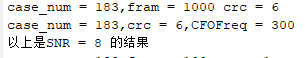 case_num = 183,fram = 1000 crc = 6
case_num = 183,crc = 6,CFOFreq = 300
以上是SNR = 8 的结果